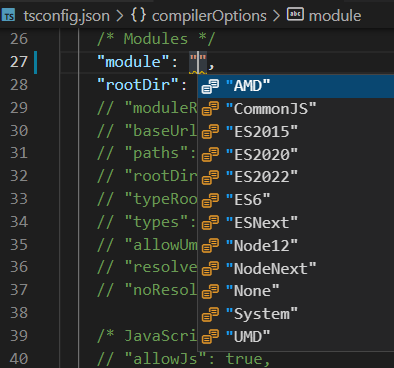 tsconfig.json > {} compilerOptions > module
26 /* Modules */
27 "module": "",
28 "rootDir": "AMD"
29 // "moduleR "CommonJS"
30 // "baseUrl "ES2015"
31 // "paths": "ES2020"
32 // "rootDir "ES2022"
33 // "typeRoo "ES6"
34 // "types": "ESNext"
35 // "allowUm "Node12"
36 // "resolve "NodeNext"
37 // "noResol "None"
38 "System"
39 /* JavaScri "UMD"
40 // "allowJs": true,